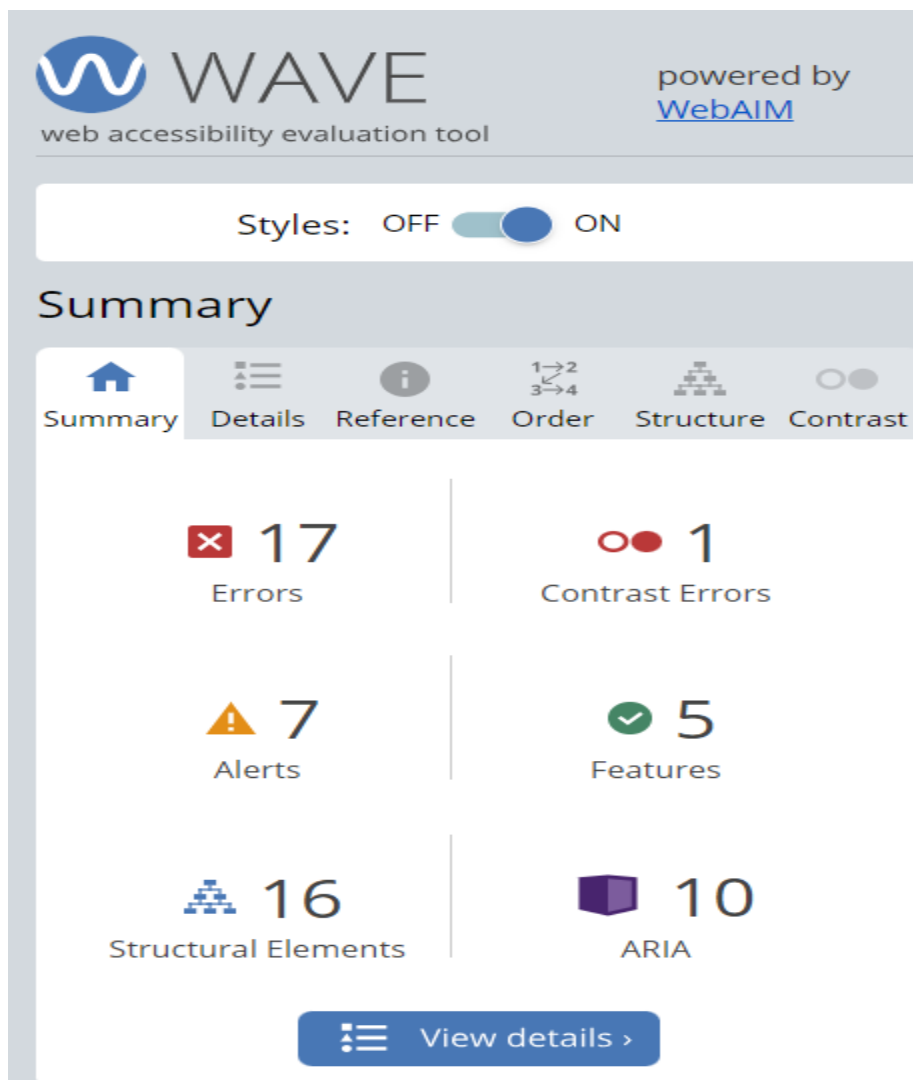 WAVE
powered by
WebAIM
web accessibility evaluation tool
Styles: OFF ON
Summary
1→2
3→4
Summary Details Reference Order Structure Contrast
17 1
Errors Contrast Errors
7 5
Alerts Features
16 10
Structural Elements ARIA
View details ›